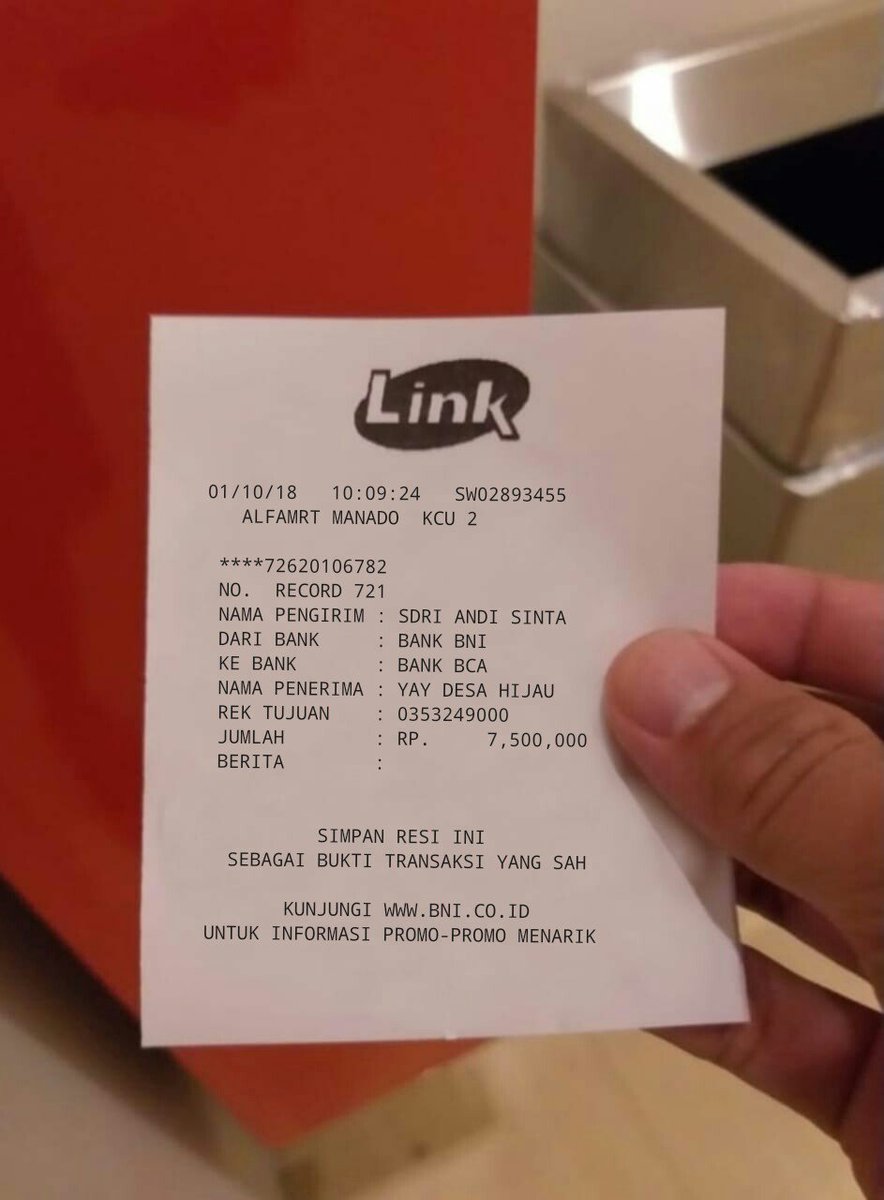 Link
01/10/18 10:09:24 SW02893455
ALFAMRT MANADO KCU 2
****72620106782
NO. RECORD 721
NAMA PENGIRIM : SDRI ANDI SINTA
DARI BANK : BANK BNI
KE BANK : BANK BCA
NAMA PENERIMA : YAY DESA HIJAU
REK TUJUAN : 0353249000
JUMLAH : RP. 7,500,000
BERITA :
SIMPAN RESI INI
SEBAGAI BUKTI TRANSAKSI YANG SAH
KUNJUNGI WWW.BNI.CO.ID
UNTUK INFORMASI PROMO-PROMO MENARIK